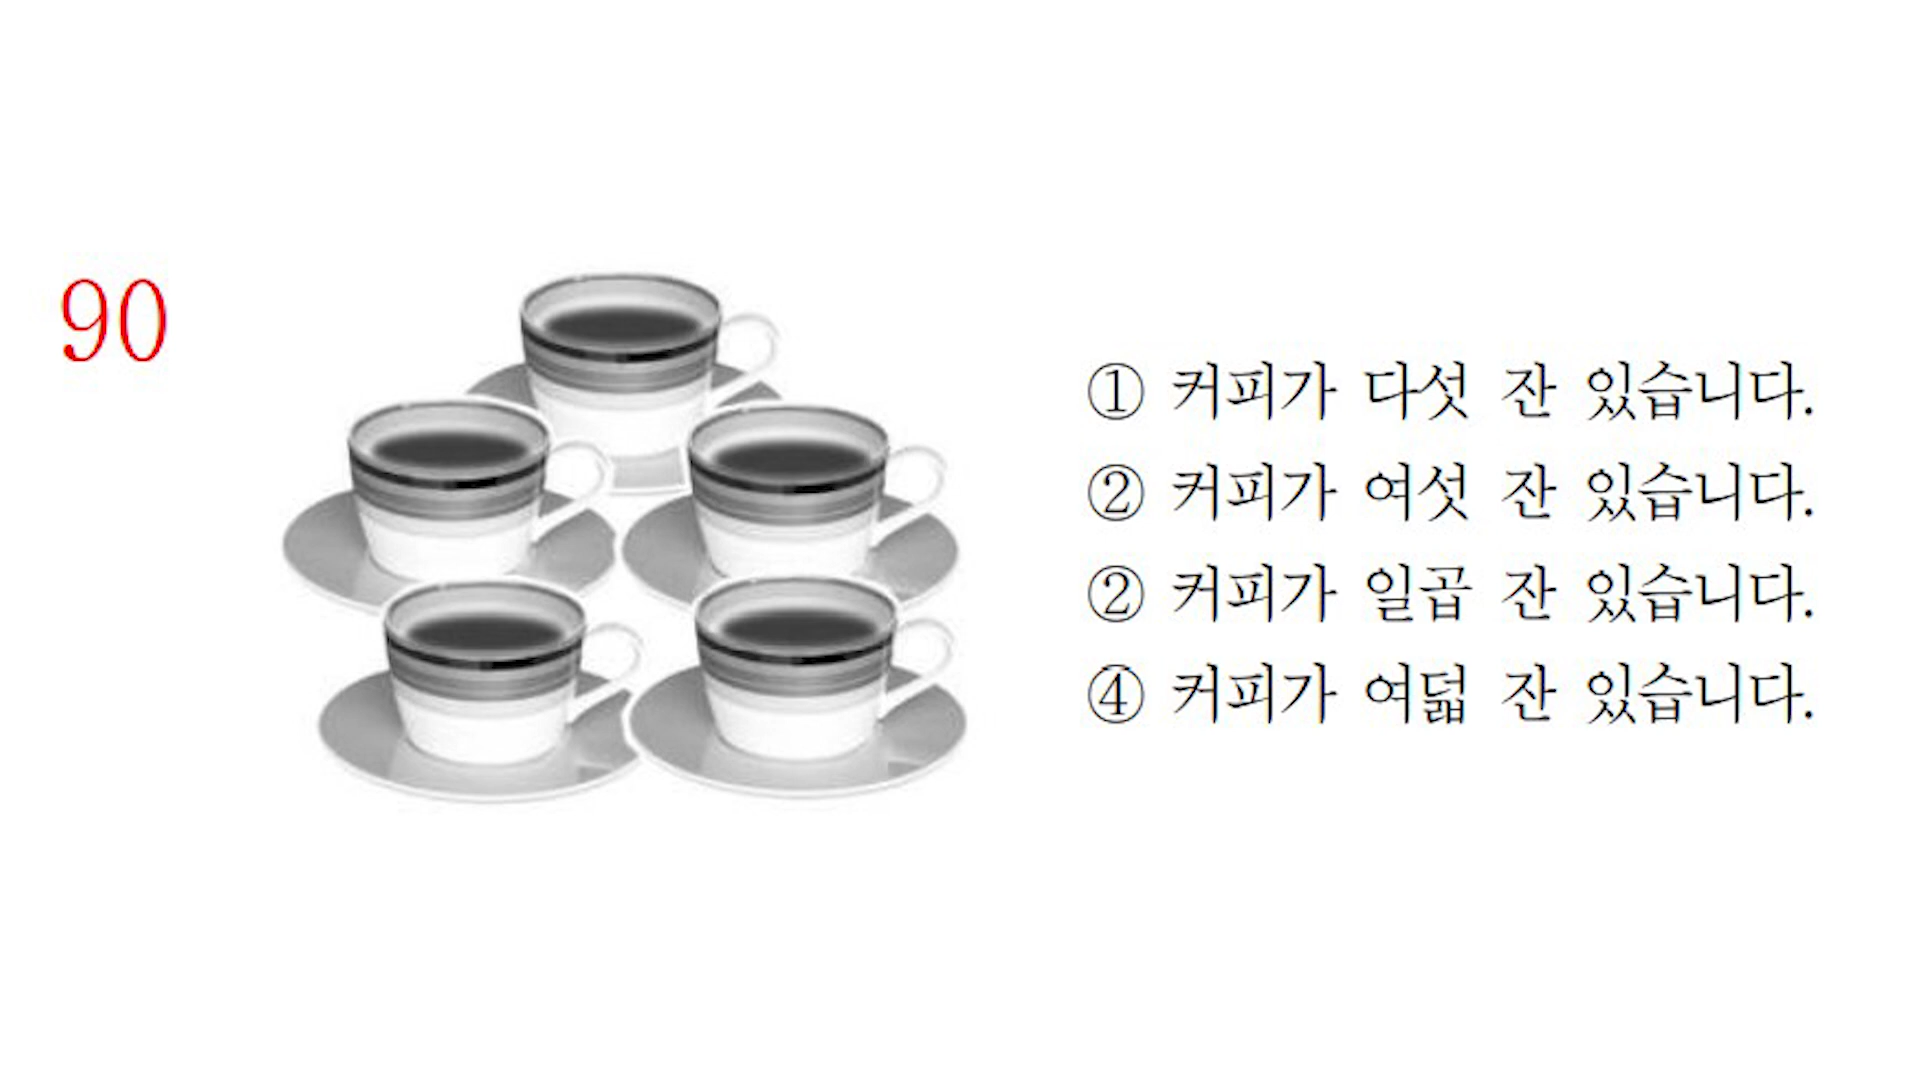 90
① 커피가 다섯 잔 있습니다.
② 커피가 여섯 잔 있습니다.
② 커피가 일곱 잔 있습니다.
④ 커피가 여덟 잔 있습니다.